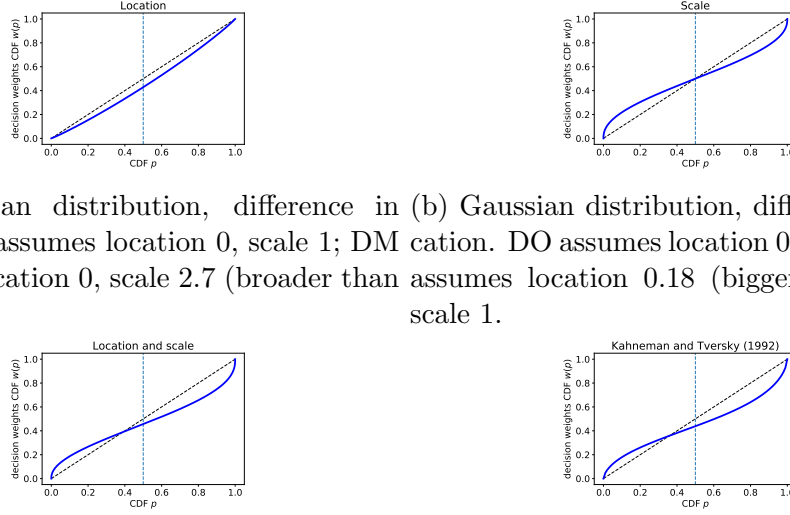 Location
decision weights CDF w(p)
1.0
0.8
0.6
0.4
0.2
0.0
0.0 0.2 0.4 0.6 0.8 1.0
CDF p
Scale
decision weights CDF w(p)
1.0
0.8
0.6
0.4
0.2
0.0
0.0 0.2 0.4 0.6 0.8 1.0
CDF p
an distribution, difference in
assumes location 0, scale 1; DM
cation 0, scale 2.7 (broader than
(b) Gaussian distribution, diff
cation. DO assumes location 0
assumes location 0.18 (bigger
scale 1.
Location and scale
decision weights CDF w(p)
1.0
0.8
0.6
0.4
0.2
0.0
0.0 0.2 0.4 0.6 0.8 1.0
CDF p
Kahneman and Tversky (1992)
decision weights CDF w(p)
1.0
0.8
0.6
0.4
0.2
0.0
0.0 0.2 0.4 0.6 0.8 1.0
CDF p